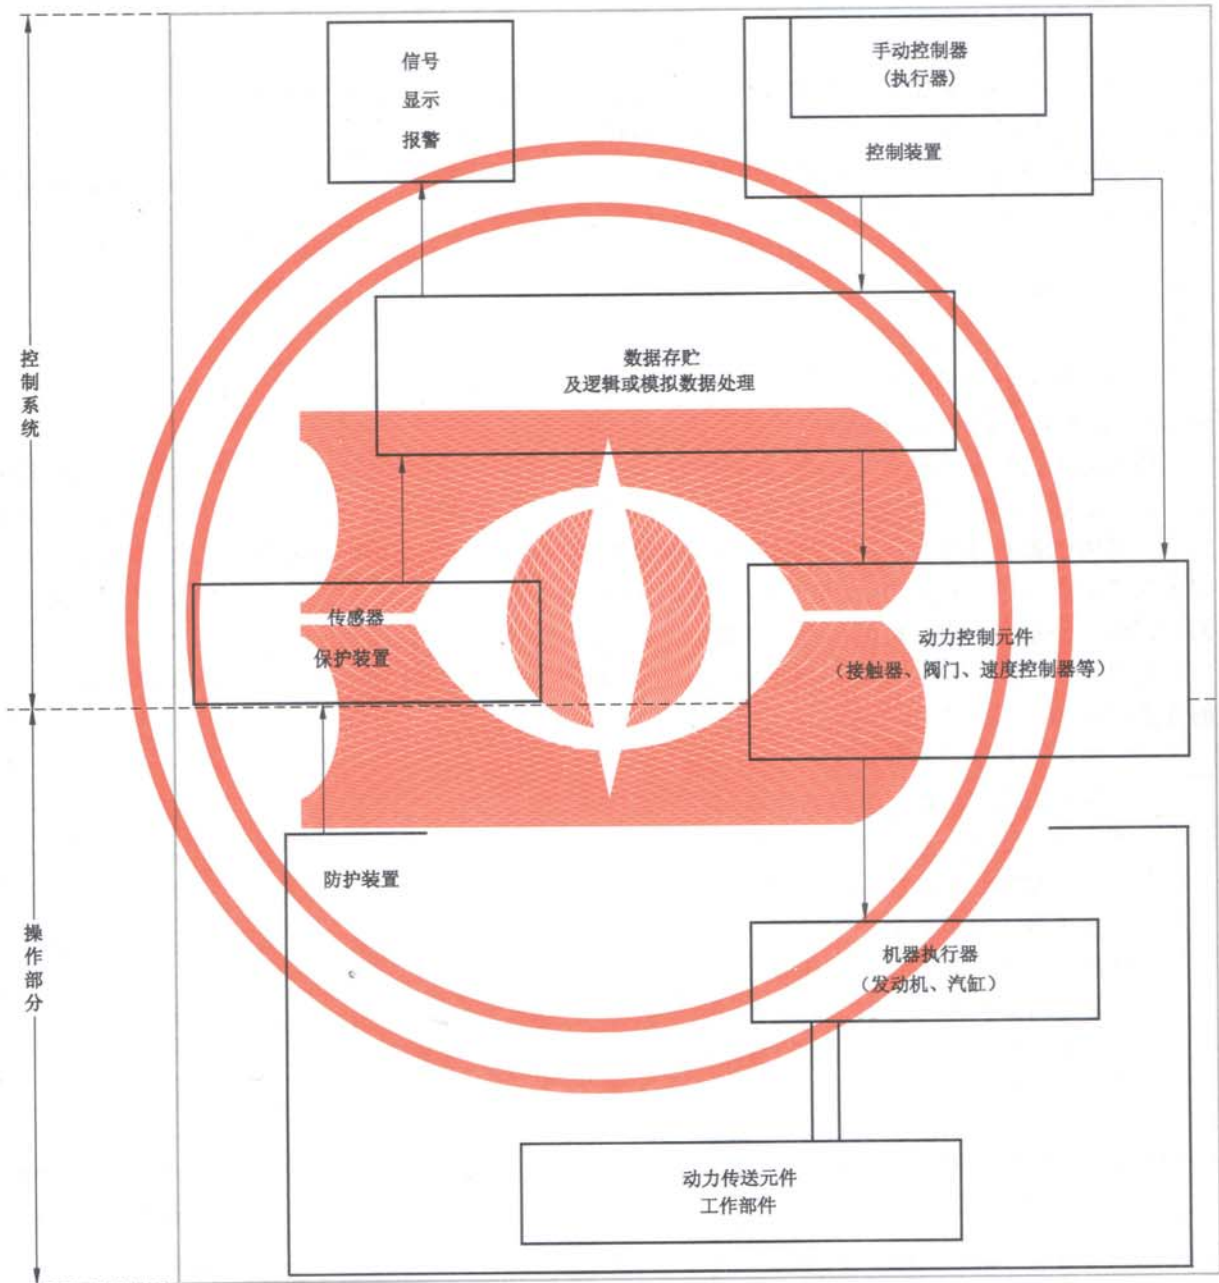 信号
显示
报警
手动控制器
(执行器)
控制装置
数据存贮
及逻辑或模拟数据处理
控制系统
传感器
保护装置
动力控制元件
（接触器、阀门、速度控制器等）
防护装置
操作部分
机器执行器
（发动机、汽缸）
动力传送元件
工作部件